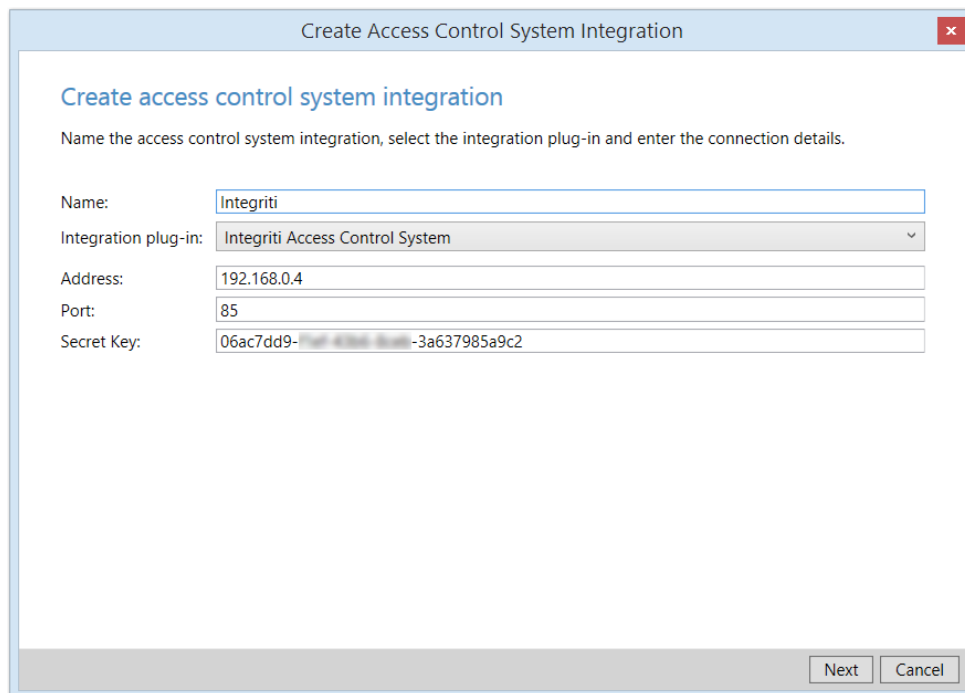 Create Access Control System Integration
Create access control system integration
Name the access control system integration, select the integration plug-in and enter the connection details.
Name: Integriti
Integration plug-in: Integriti Access Control System
Address: 192.168.0.4
Port: 85
Secret Key: 06ac7dd9- -3a637985a9c2
Next Cancel